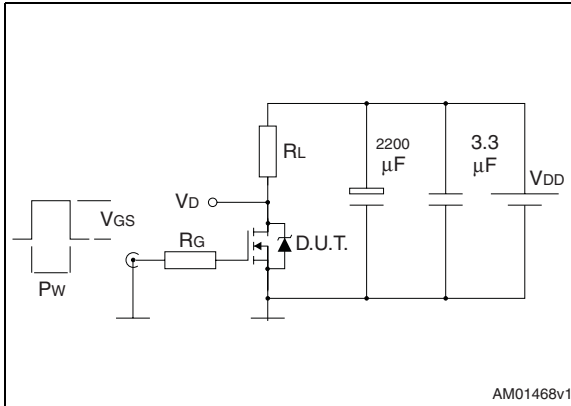 RL
2200
μF
3.3
μF
VDD
VD
VGS
RG
D.U.T.
PW
AM01468v1